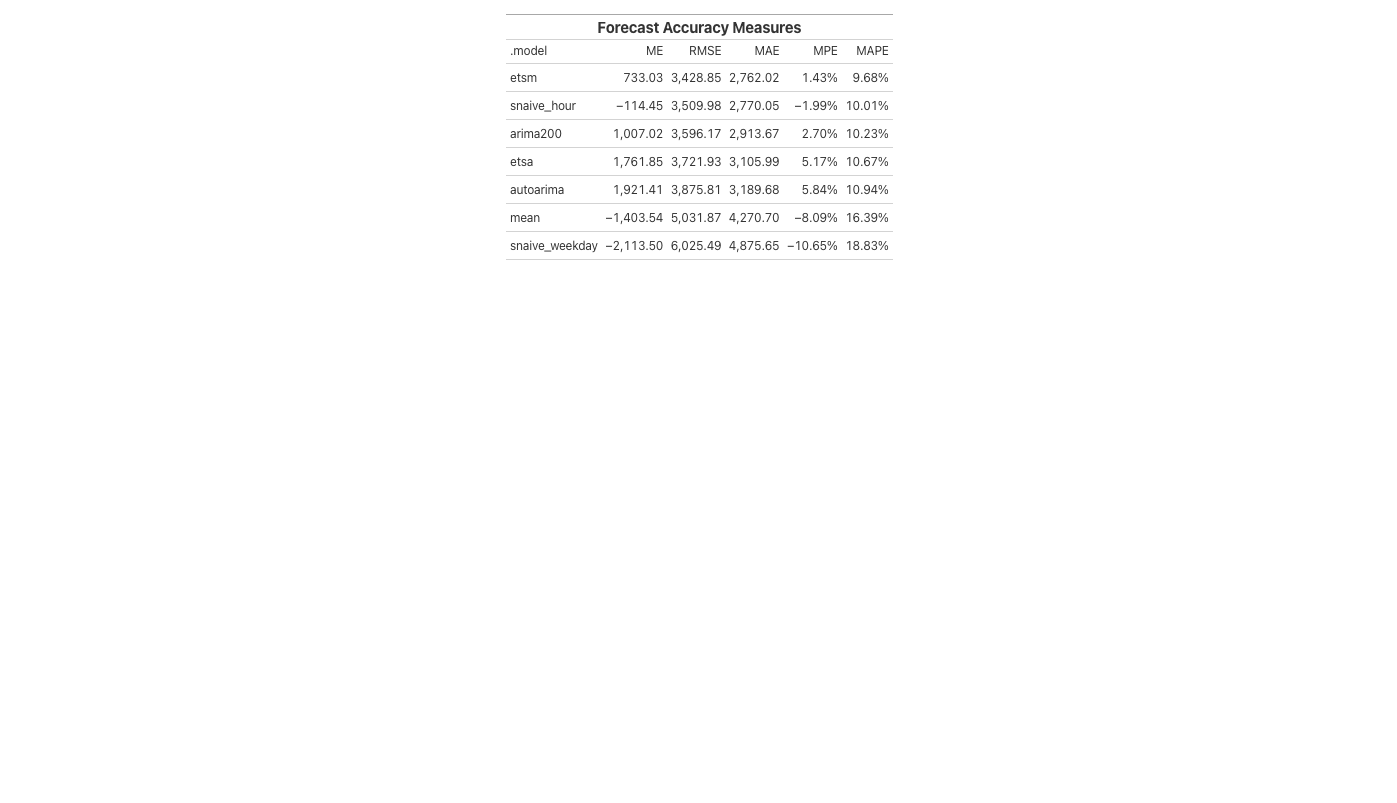 Forecast Accuracy Measures
.model ME RMSE MAE MPE MAPE
etsm 733.03 3,428.85 2,762.02 1.43% 9.68%
snaive_hour −114.45 3,509.98 2,770.05 −1.99% 10.01%
arima200 1,007.02 3,596.17 2,913.67 2.70% 10.23%
etsa 1,761.85 3,721.93 3,105.99 5.17% 10.67%
autoarima 1,921.41 3,875.81 3,189.68 5.84% 10.94%
mean −1,403.54 5,031.87 4,270.70 −8.09% 16.39%
snaive_weekday −2,113.50 6,025.49 4,875.65 −10.65% 18.83%